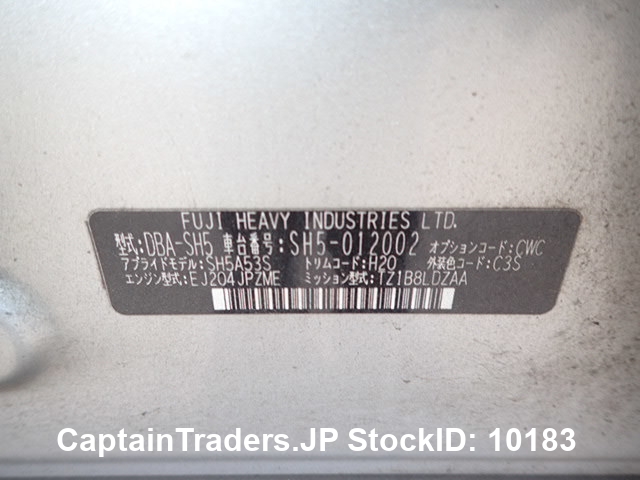 FUJI HEAVY INDUSTRIES LTD.
型式:DBA-SH5 車台番号:SH5-012002 オプションコード:CWC
アプライドモデル:SH5A53S トリムコード:H20 外装色コード:C3S
エンジン型式:EJ204JPZME ミッション型式:TZ1B8LDZAA
CaptainTraders.JP StockID: 10183